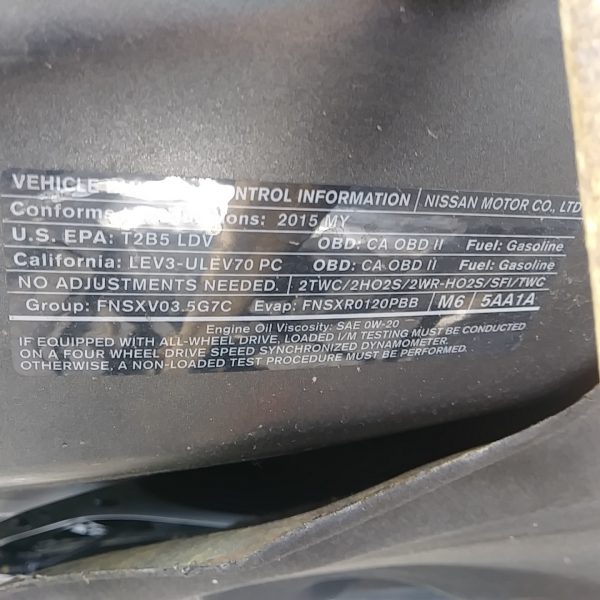 VEHICLE CONTROL INFORMATION NISSAN MOTOR CO., LTD
Conforms 2015 MY
U.S. EPA: T2B5 LDV OBD: CA OBD II Fuel: Gasoline
California: LEV3-ULEV70 PC OBD: CA OBD II Fuel: Gasoline
NO ADJUSTMENTS NEEDED. 2TWC/2HO2S/2WR-HO2S/SFI/TWC
Group: FNSXV03.5G7C Evap: FNSXR0120PBB M6 5AA1A
Engine Oil Viscosity: SAE 0W-20
IF EQUIPPED WITH ALL-WHEEL DRIVE, LOADED I/M TESTING MUST BE CONDUCTED
ON A FOUR WHEEL DRIVE SPEED SYNCHRONIZED DYNAMOMETER.
OTHERWISE, A NON-LOADED TEST PROCEDURE MUST BE PERFORMED.